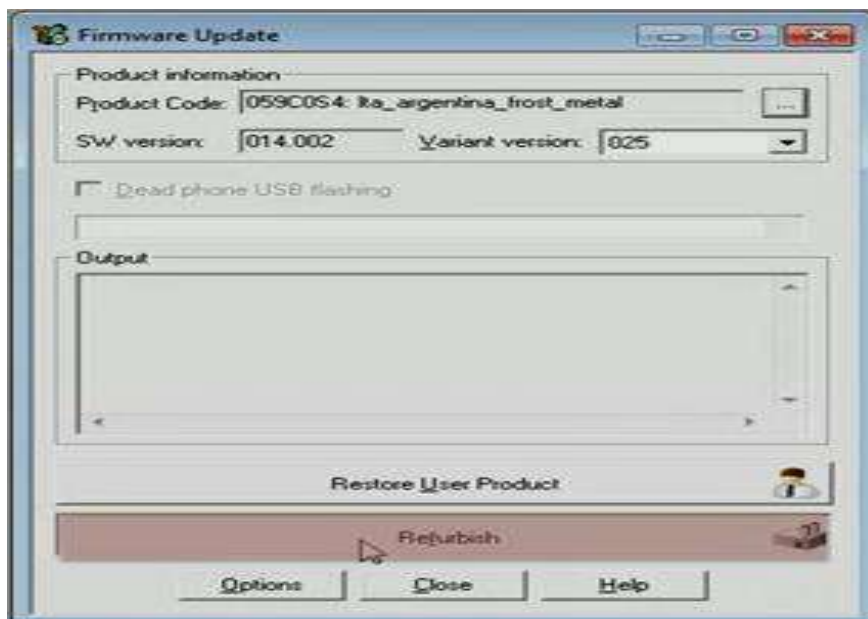 Firmware Update
Product information
Product Code: 059C0S4: lta_argentina_frost_metal ...
SW version: 014.002 Variant version: 025
Dead phone USB flashing
Output
Restore User Product
Refurbish
Options Close Help